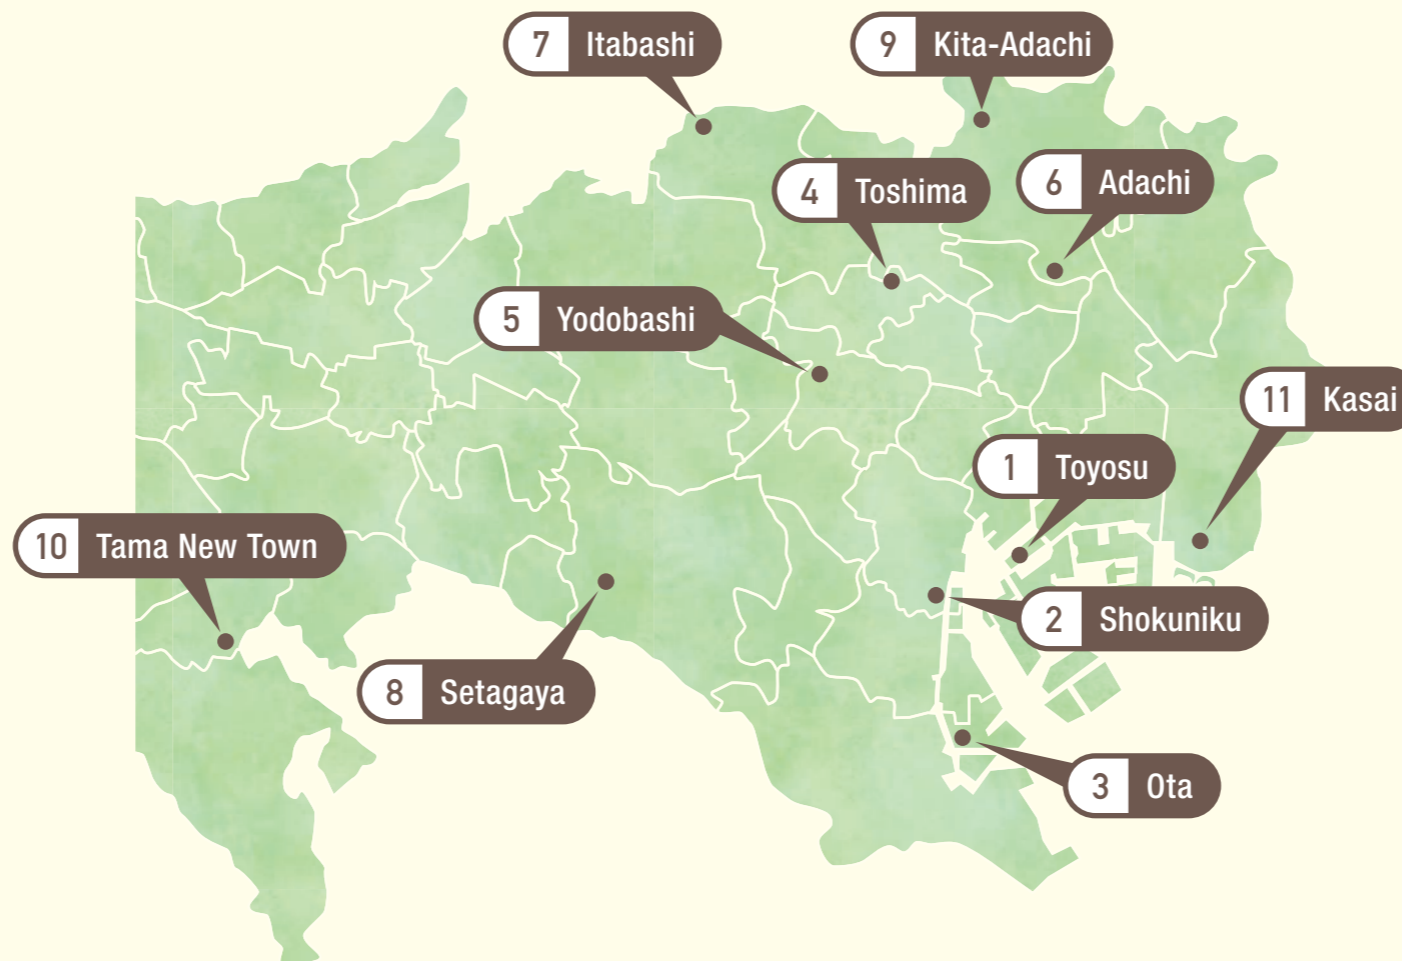 7 Itabashi
9 Kita-Adachi
4 Toshima
6 Adachi
5 Yodobashi
11 Kasai
1 Toyosu
10 Tama New Town
2 Shokuniku
8 Setagaya
3 Ota